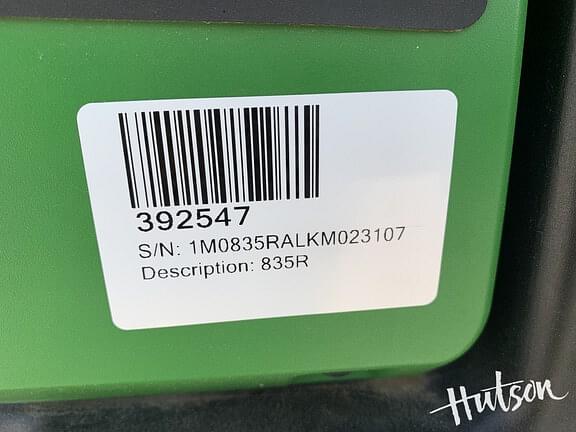 392547
S/N: 1M0835RALKM023107
Description: 835R
Hutson